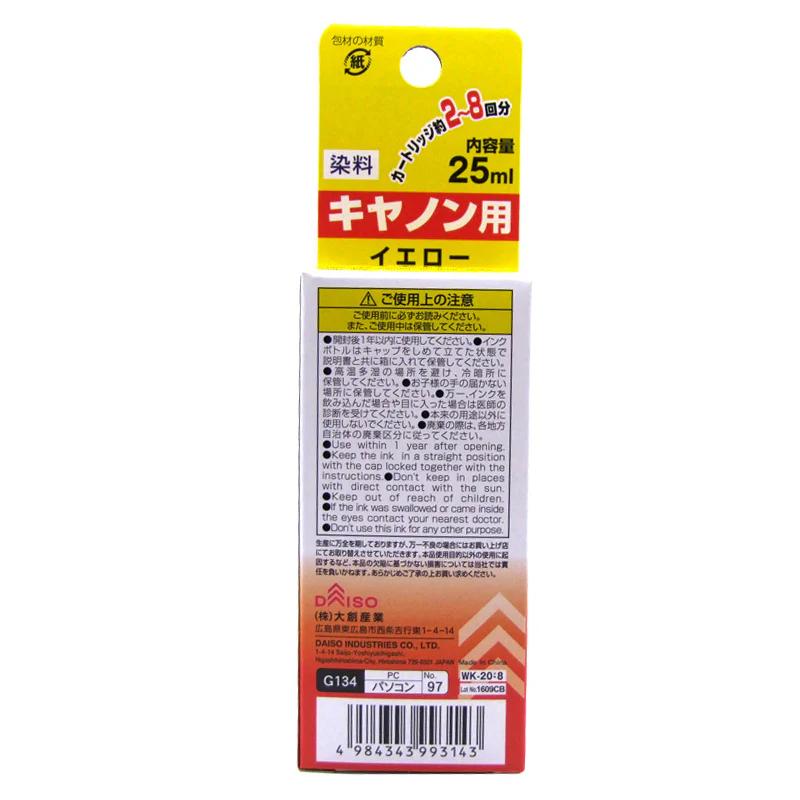 包材の材質
紙
カートリッジ約2~8回分
内容量
染料
25ml
キヤノン用
イエロー
⚠ご使用上の注意
ご使用前に必ずお読みください。
また、ご使用中は保管してください。
●開封後1年以内に使用してください。●インク
ボトルはキャップをしめて立てた状態で
説明書と共に箱に入れて保管してください。
●高温多湿の場所を避け、冷暗所に
保管してください。●お子様の手の届かない
場所に保管してください。●万一、インクを
飲み込んだ場合や目に入った場合は医師の
診断を受けてください。●本来の用途以外に
使用しないでください。●廃棄の際は、各地方
自治体の廃棄区分に従ってください。
●Use within 1 year after opening.
●Keep the ink in a straight position
with the cap locked together with the
instructions.●Don't keep in places
with direct contact with the sun.
●Keep out of reach of children.
●If the ink was swallowed or came inside
the eyes contact your nearest doctor.
●Don't use this ink for any other purpose.
生産に万全を期しておりますが、万一不良の場合にはお買い上げ店
にてお取り替えさせていただきます。本品使用目的以外の使用に起
因するなど、本品の欠陥に基づかない損害については当社では責
任を負いかねます。あらかじめご了承の上お買い求めください。
DAISO
(株)大創産業
広島県東広島市西条吉行東1-4-14
DAISO INDUSTRIES CO., LTD.
1-4-14 Saijo-Yoshiyukihigashi,
Higashihiroshima-City, Hiroshima 739-8501 JAPAN Made in China
G134
PC
パソコン
No.
97
WK-20:8
Lot No.1609CB
4 984343 993143